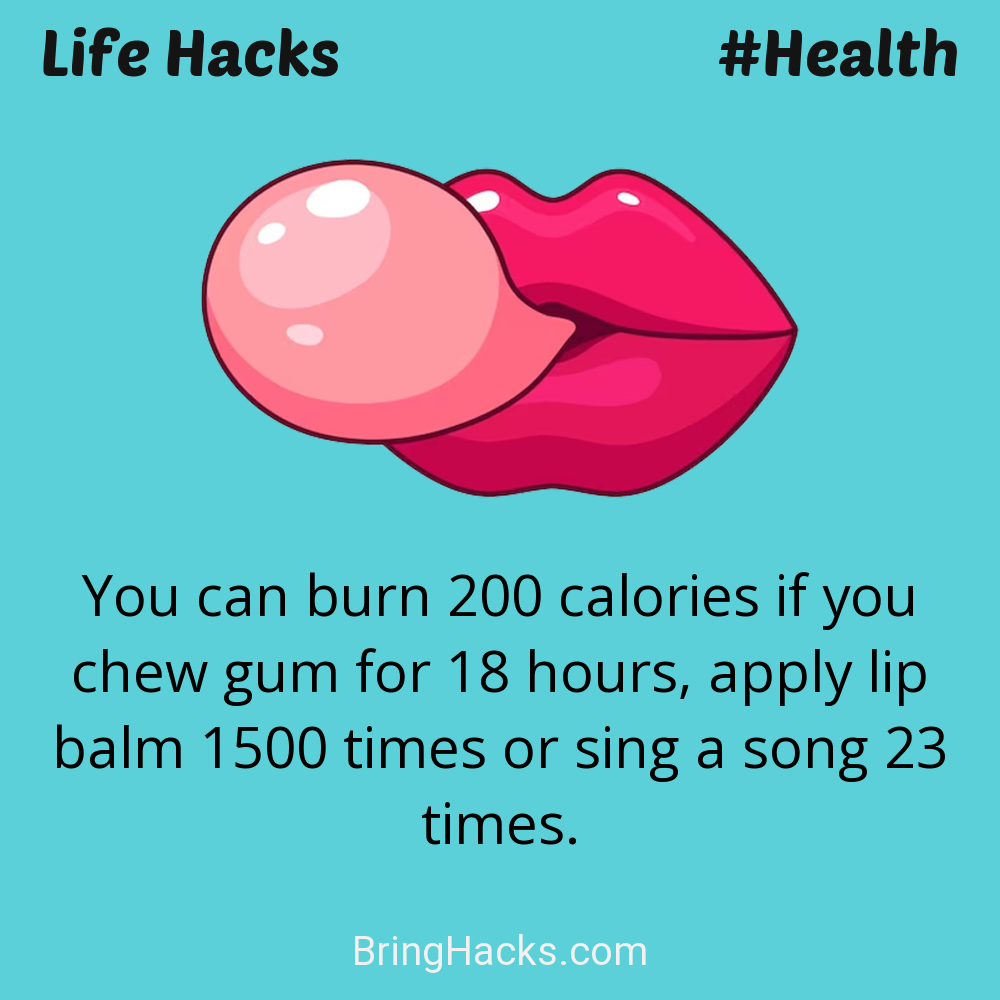 Life Hacks
#Health
You can burn 200 calories if you
chew gum for 18 hours, apply lip
balm 1500 times or sing a song 23
times.
BringHacks.com